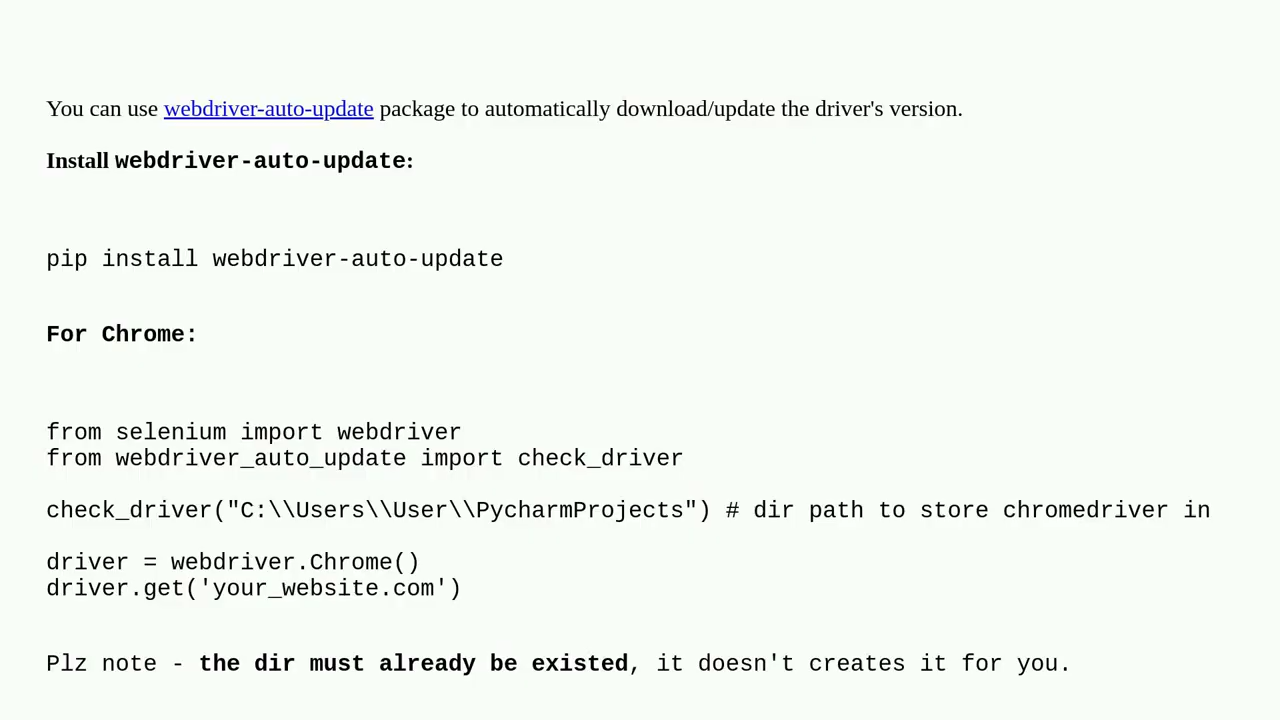 You can use webdriver-auto-update package to automatically download/update the driver's version.
Install webdriver-auto-update:
pip install webdriver-auto-update
For Chrome:
from selenium import webdriver
from webdriver_auto_update import check_driver
check_driver("C:\\Users\\User\\PycharmProjects") # dir path to store chromedriver in
driver = webdriver.Chrome()
driver.get('your_website.com')
Plz note - the dir must already be existed, it doesn't creates it for you.